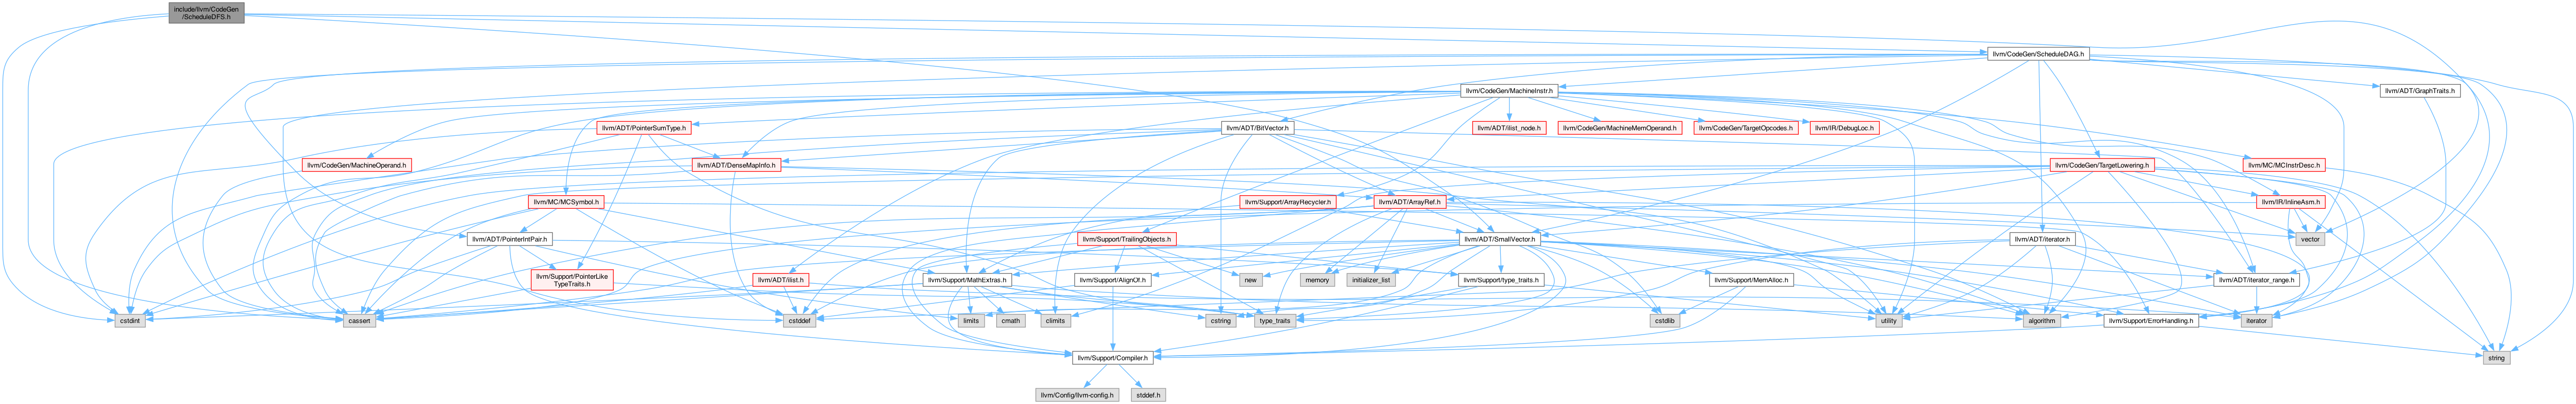 include/llvm/CodeGen
/ScheduleDFS.h
llvm/CodeGen/ScheduleDAG.h
llvm/CodeGen/MachineInstr.h
llvm/ADT/GraphTraits.h
llvm/ADT/PointerSumType.h
llvm/ADT/BitVector.h
llvm/ADT/ilist_node.h
llvm/CodeGen/MachineMemOperand.h
llvm/CodeGen/TargetOpcodes.h
llvm/IR/DebugLoc.h
llvm/CodeGen/MachineOperand.h
llvm/ADT/DenseMapInfo.h
llvm/CodeGen/TargetLowering.h
llvm/MC/MCInstrDesc.h
llvm/MC/MCSymbol.h
llvm/Support/ArrayRecycler.h
llvm/ADT/ArrayRef.h
llvm/IR/InlineAsm.h
llvm/ADT/PointerIntPair.h
llvm/Support/TrailingObjects.h
llvm/ADT/SmallVector.h
llvm/ADT/iterator.h
vector
llvm/Support/PointerLike
TypeTraits.h
llvm/ADT/ilist.h
llvm/Support/MathExtras.h
llvm/Support/AlignOf.h
new
memory
initializer_list
llvm/Support/type_traits.h
llvm/Support/MemAlloc.h
llvm/ADT/iterator_range.h
cstdint
cassert
cstddef
limits
cmath
climits
cstring
type_traits
cstdlib
utility
algorithm
llvm/Support/ErrorHandling.h
iterator
llvm/Support/Compiler.h
string
llvm/Config/llvm-config.h
stddef.h